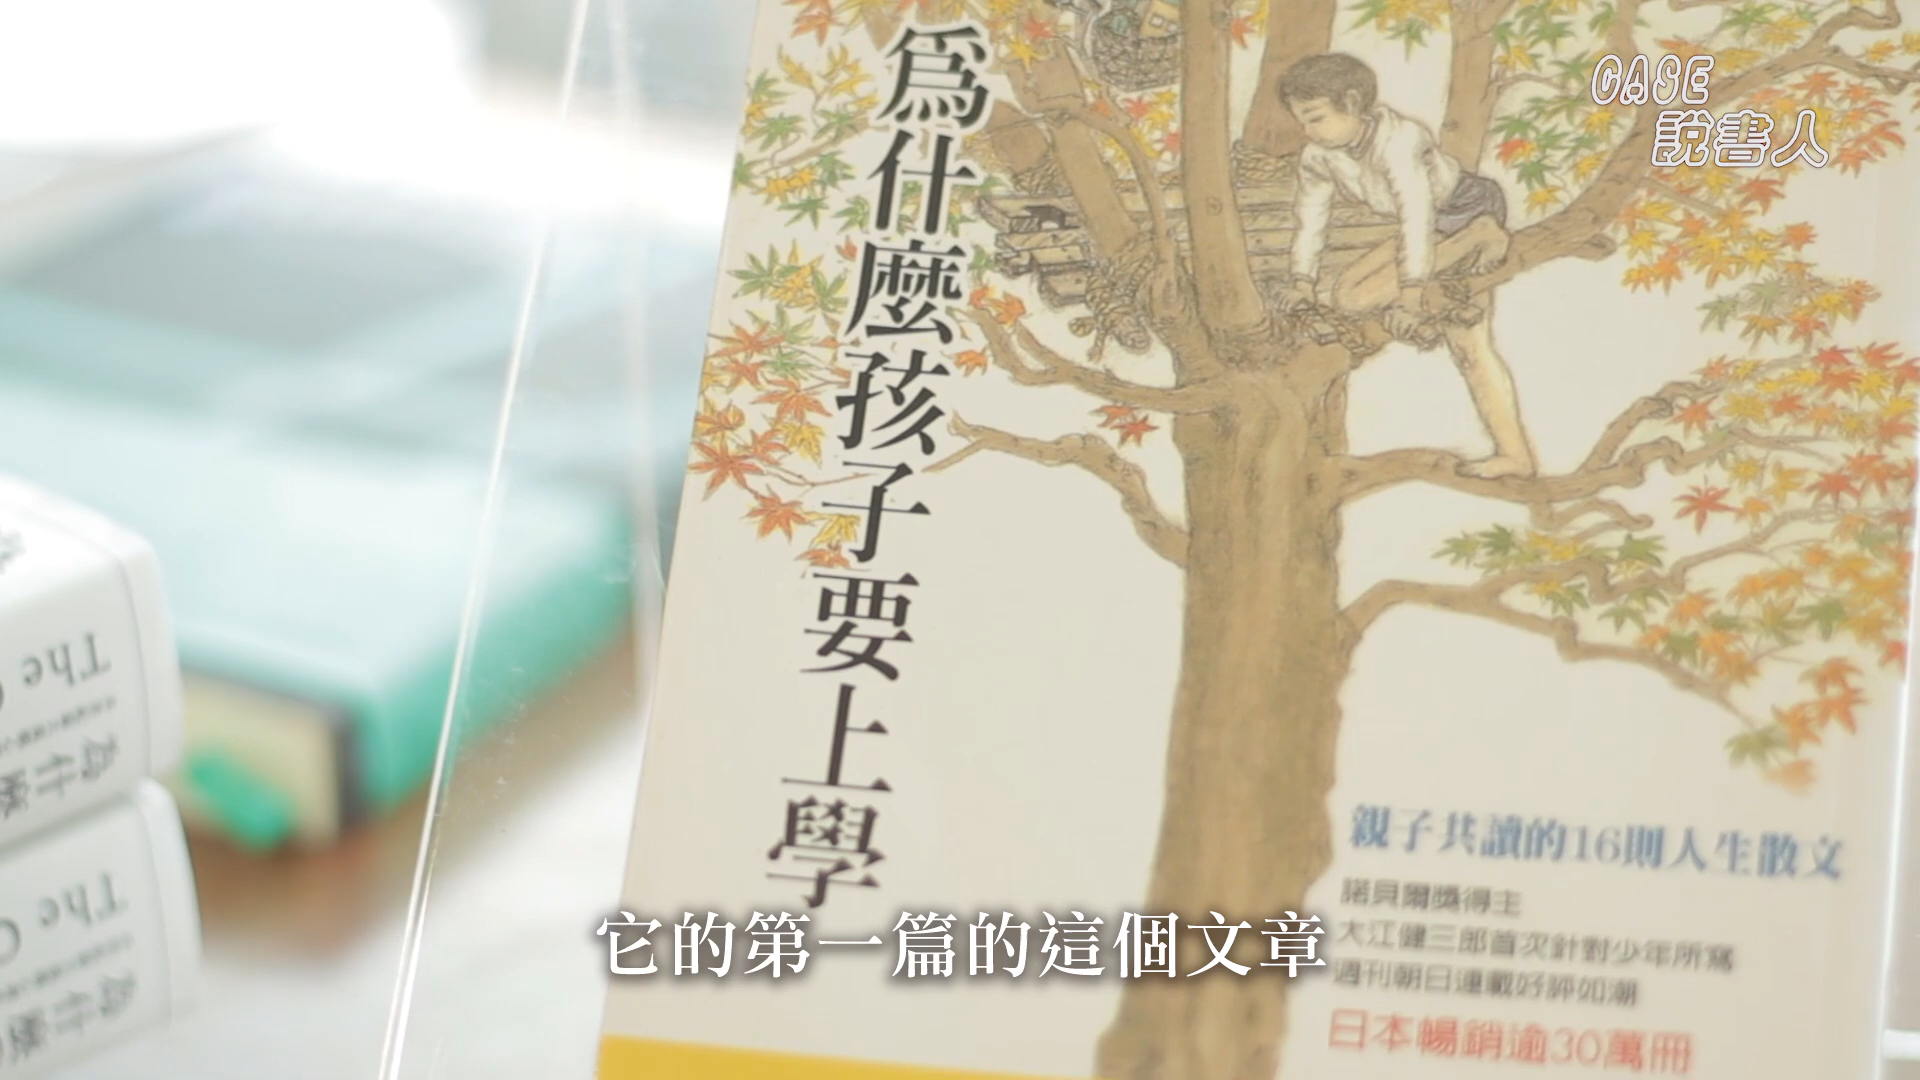 CASE
說書人
爲什麼孩子要上學
親子共讀的16則人生散文
諾貝爾獎得主
大江健三郎首次針對少年所寫
週刊朝日連載好評如潮
日本暢銷逾30萬冊
它的第一篇的這個文章
The
為什麼
The
為什麼